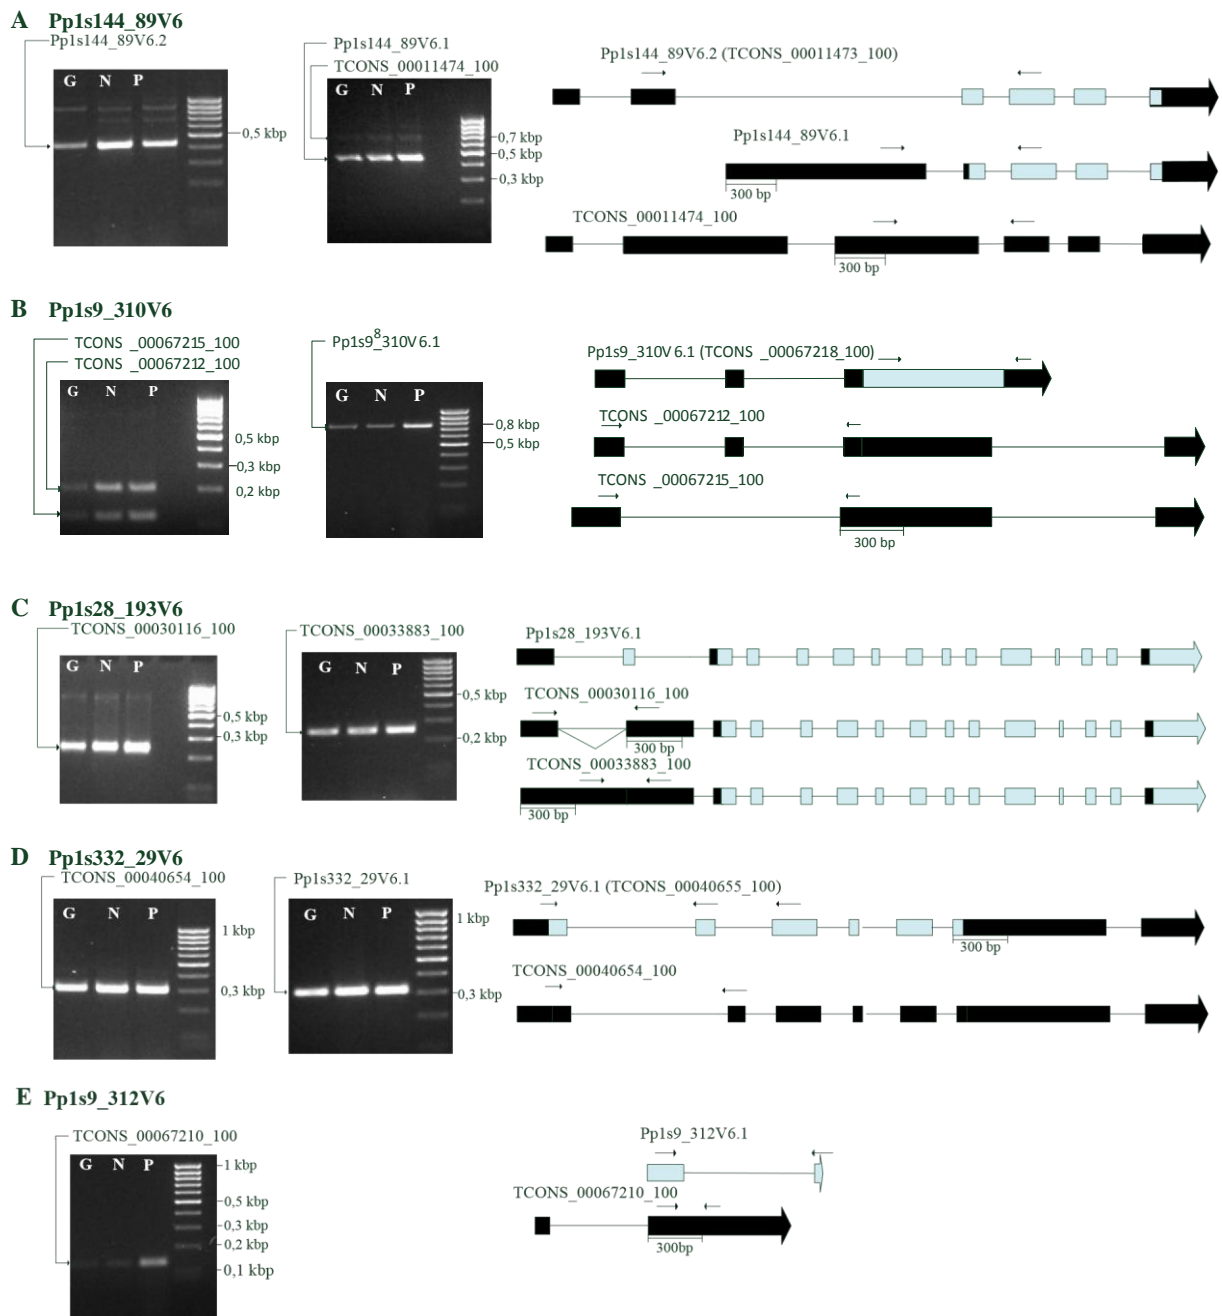 A Pp1s144_89V6
Pp1s144_89V6.2
G N P
0,5 kbp
Pp1s144_89V6.1
TCONS_00011474_100
G N P
0,7 kbp
0,5 kbp
0,3 kbp
Pp1s144_89V6.2 (TCONS_00011473_100)
Pp1s144_89V6.1
300 bp
TCONS_00011474_100
300 bp
B Pp1s9_310V6
TCONS _00067215_100
TCONS _00067212_100
G N P
0,5 kbp
0,3 kbp
0,2 kbp
8
Pp1s9_310V6.1
G N P
0,8 kbp
0,5 kbp
Pp1s9_310V6.1 (TCONS _00067218_100)
TCONS _00067212_100
TCONS _00067215_100
300 bp
C Pp1s28_193V6
TCONS_00030116_100
G N P
0,5 kbp
0,3 kbp
TCONS_00033883_100
G N P
0,5 kbp
0,2 kbp
Pp1s28_193V6.1
TCONS_00030116_100
300 bp
TCONS_00033883_100
300 bp
D Pp1s332_29V6
TCONS_00040654_100
G N P
1 kbp
0,3 kbp
Pp1s332_29V6.1
G N P
1 kbp
0,3 kbp
Pp1s332_29V6.1 (TCONS_00040655_100)
300 bp
TCONS_00040654_100
E Pp1s9_312V6
TCONS_00067210_100
G N P
1 kbp
0,5 kbp
0,3 kbp
0,2 kbp
0,1 kbp
Pp1s9_312V6.1
TCONS_00067210_100
300bp